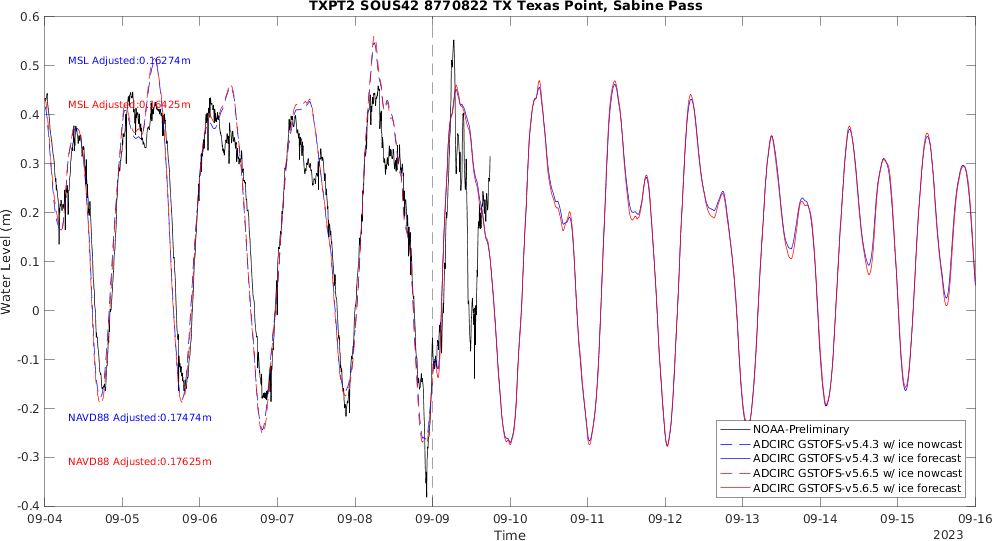 TXPT2 SOUS42 8770822 TX Texas Point, Sabine Pass
0.6
0.5
0.4
0.3
0.2
0.1
0
-0.1
-0.2
-0.3
-0.4
Water Level (m)
MSL Adjusted:0.16274m
MSL Adjusted:0.16425m
NAVD88 Adjusted:0.17474m
NAVD88 Adjusted:0.17625m
NOAA-Preliminary
ADCIRC GSTOFS-v5.4.3 w/ ice nowcast
ADCIRC GSTOFS-v5.4.3 w/ ice forecast
ADCIRC GSTOFS-v5.6.5 w/ ice nowcast
ADCIRC GSTOFS-v5.6.5 w/ ice forecast
09-04 09-05 09-06 09-07 09-08 09-09 09-10 09-11 09-12 09-13 09-14 09-15 09-16
Time
2023